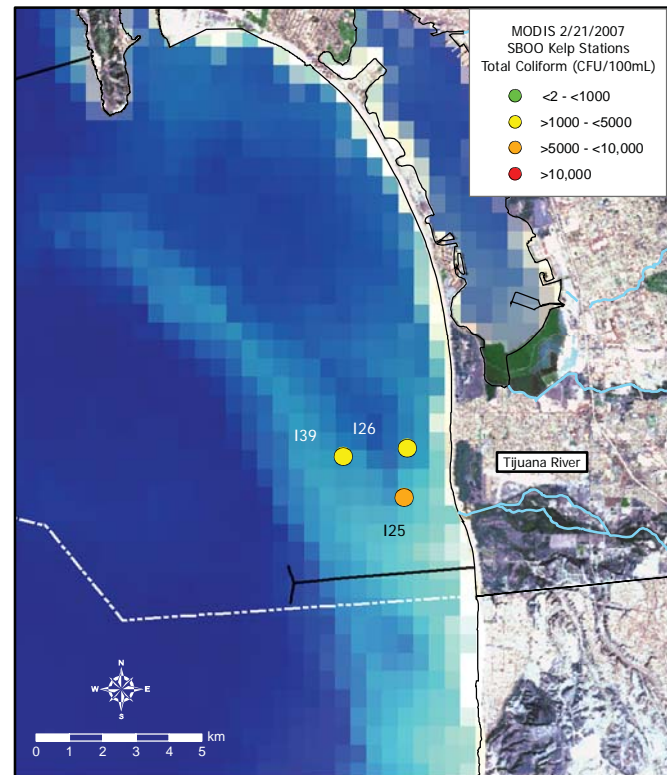 MODIS 2/21/2007
SBOO Kelp Stations
Total Coliform (CFU/100mL)
<2 - <1000
>1000 - <5000
>5000 - <10,000
>10,000
I39
I26
Tijuana River
I25
N
W E
S
km
0 1 2 3 4 5